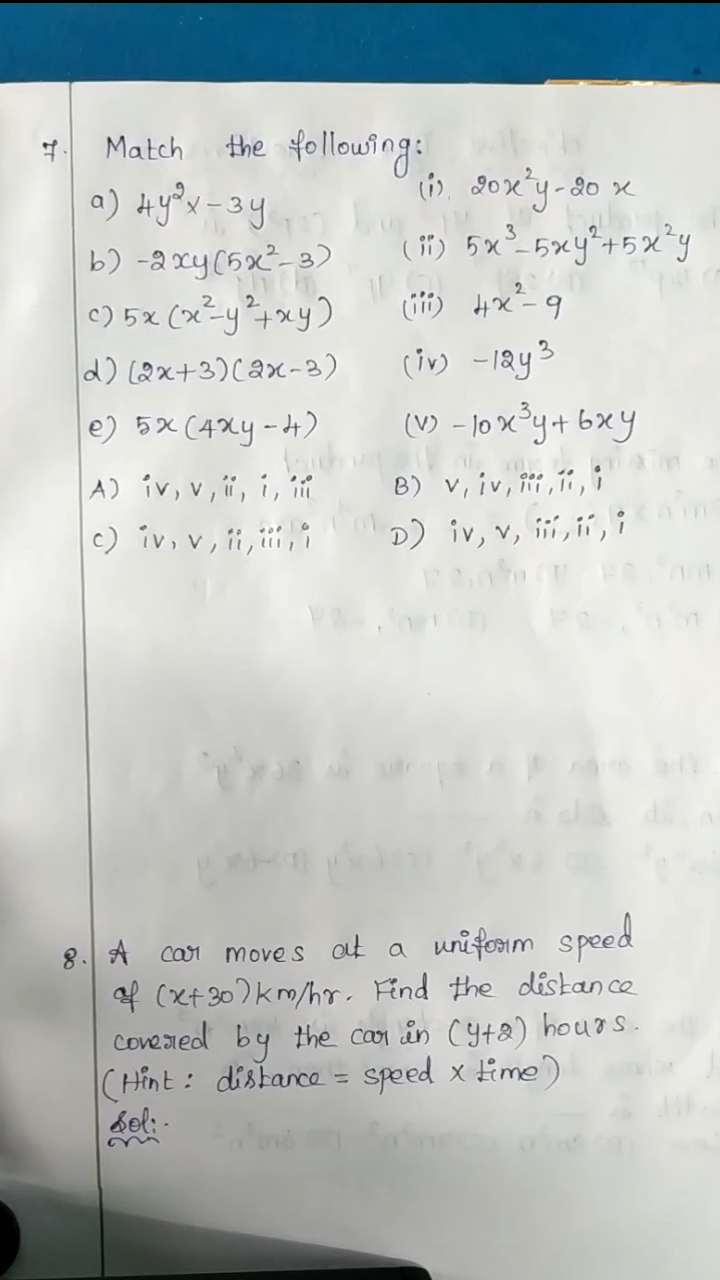 7. Match the following:
a) 4y²x-3y (i) 20x²y-20x
b) -2xy(5x²-3) (ii) 5x³-5xy²+5x²y
c) 5x(x²-y²+xy) (iii) 4x²-9
d) (2x+3)(2x-3) (iv) -12y³
e) 5x(4xy-4) (V) -10x³y+6xy
A) iv, v, ii, i, iii B) v, iv, iii, ii, i
C) iv, v, ii, iii, i D) iv, v, iii, ii, i
8. A car moves at a uniform speed
of (x+30) km/hr. Find the distance
covered by the car in (y+2) hours.
(Hint: distance = speed x time)
Sol:-